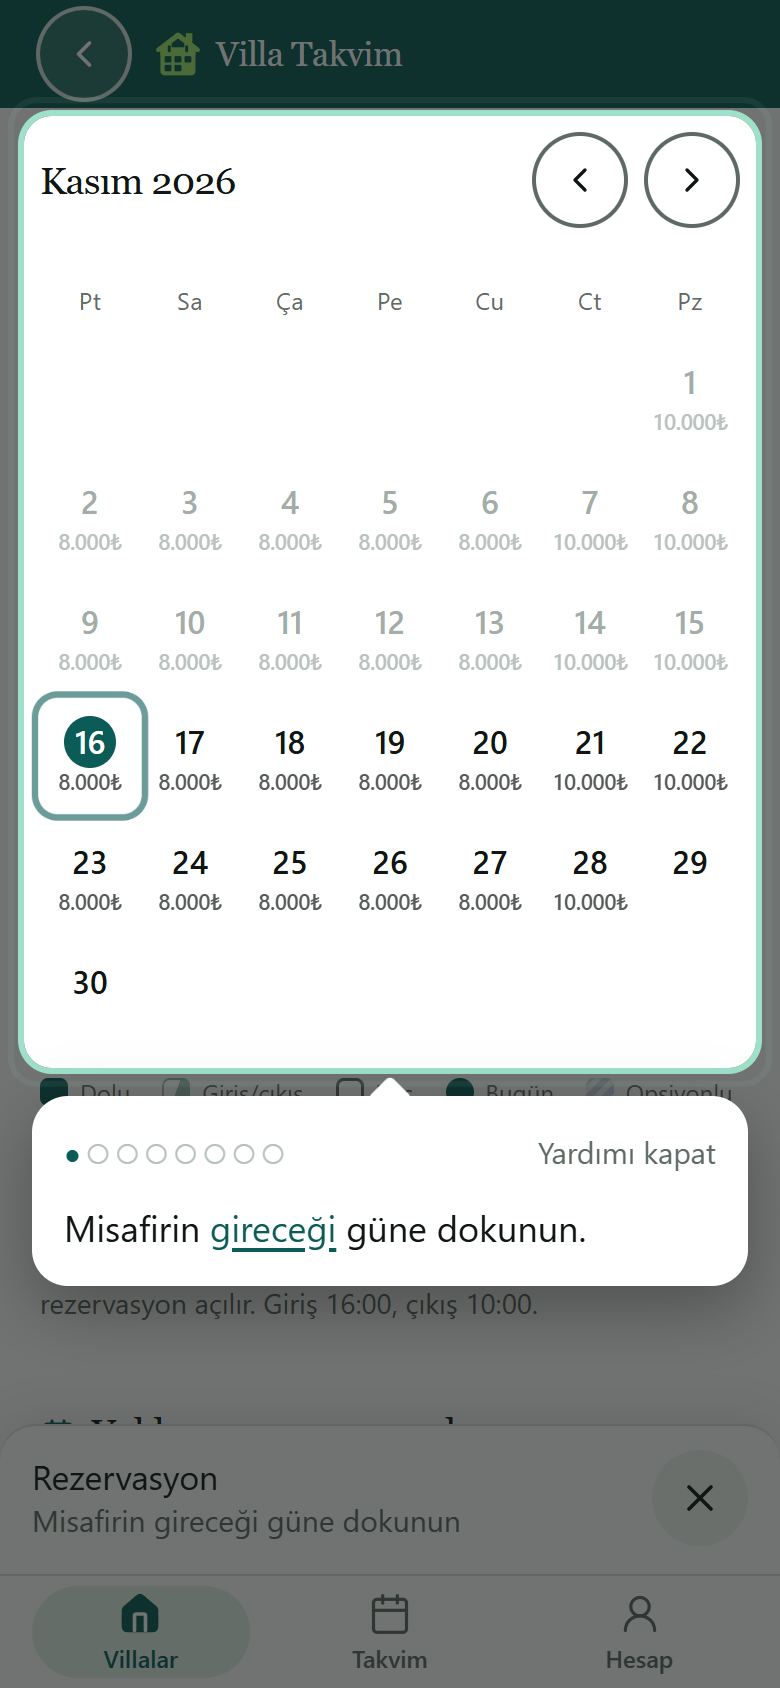 Villa Takvim
Kasım 2026
Pt Sa Ça Pe Cu Ct Pz
1
10.000₺
2 3 4 5 6 7 8
8.000₺ 8.000₺ 8.000₺ 8.000₺ 8.000₺ 10.000₺ 10.000₺
9 10 11 12 13 14 15
8.000₺ 8.000₺ 8.000₺ 8.000₺ 8.000₺ 10.000₺ 10.000₺
16 17 18 19 20 21 22
8.000₺ 8.000₺ 8.000₺ 8.000₺ 8.000₺ 10.000₺ 10.000₺
23 24 25 26 27 28 29
8.000₺ 8.000₺ 8.000₺ 8.000₺ 8.000₺ 10.000₺
30
Dolu Giriş/çıkış Bugün Opsiyonlu
Yardımı kapat
Misafirin gireceği güne dokunun.
rezervasyon açılır. Giriş 16:00, çıkış 10:00.
Rezervasyon
Misafirin gireceği güne dokunun
Villalar Takvim Hesap